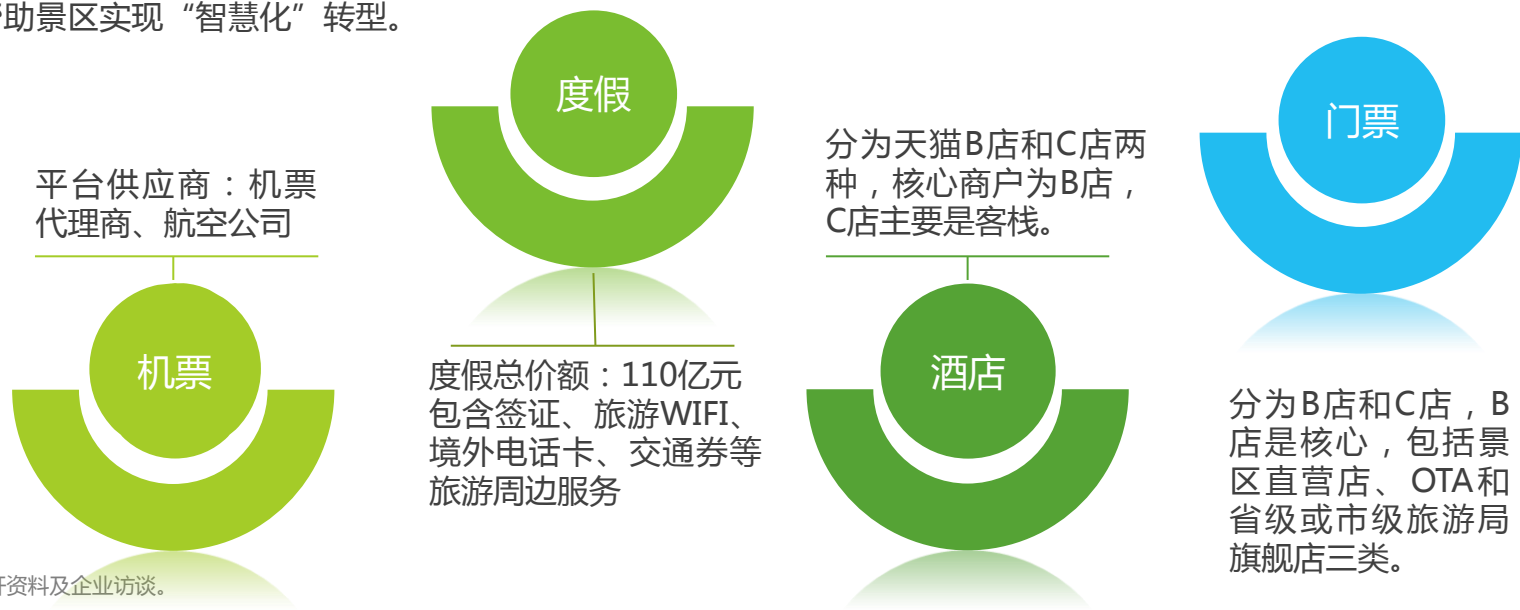 助景区实现“智慧化”转型。
度假
门票
分为天猫B店和C店两
种，核心商户为B店，
C店主要是客栈。
平台供应商：机票
代理商、航空公司
机票
酒店
度假总价额：110亿元
包含签证、旅游WIFI、
境外电话卡、交通券等
旅游周边服务
分为B店和C店，B
店是核心，包括景
区直营店、OTA和
省级或市级旅游局
旗舰店三类。
资料及企业访谈。